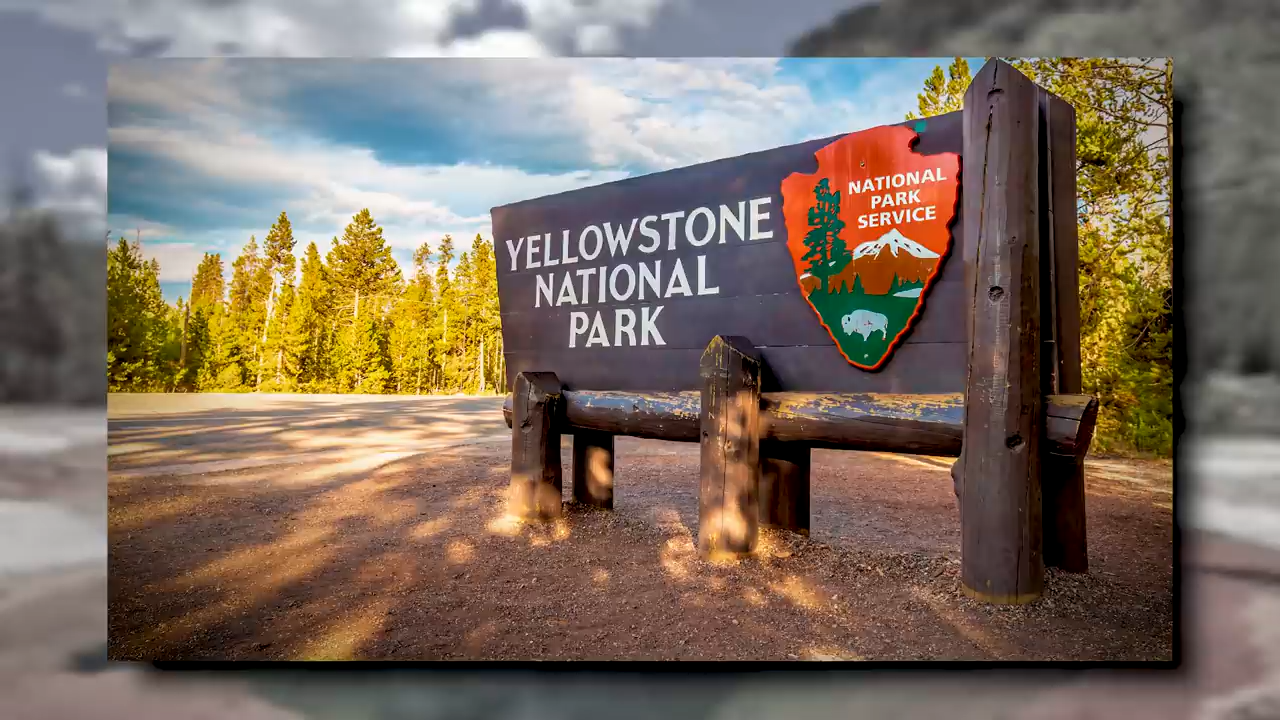 YELLOWSTONE
NATIONAL
PARK
NATIONAL
PARK
SERVICE